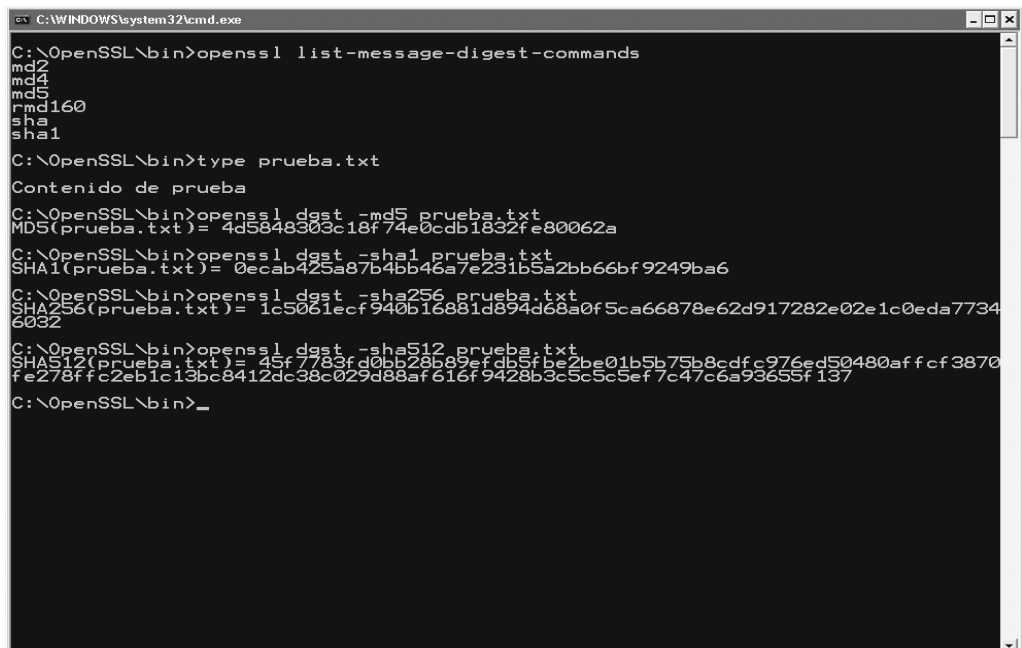 C:\WINDOWS\system32\cmd.exe
C:\OpenSSL\bin>openssl list-message-digest-commands
md2
md4
md5
rmd160
sha
sha1
C:\OpenSSL\bin>type prueba.txt
Contenido de prueba
C:\OpenSSL\bin>openssl dgst -md5 prueba.txt
MD5(prueba.txt)= 4d5848303c18f74e0cdb1832fe80062a
C:\OpenSSL\bin>openssl dgst -sha1 prueba.txt
SHA1(prueba.txt)= 0ecab425a87b4bb46a7e231b5a2bb66bf9249ba6
C:\OpenSSL\bin>openssl dgst -sha256 prueba.txt
SHA256(prueba.txt)= 1c5061ecf940b16881d894d68a0f5ca66878e62d917282e02e1c0eda7734
6032
C:\OpenSSL\bin>openssl dgst -sha512 prueba.txt
SHA512(prueba.txt)= 45f7783fd0bb28b89efdb5fbe2be01b5b75b8cdfc976ed50480affcf3870
fe278ffc2eb1c13bc8412dc38c029d88af616f9428b3c5c5c5ef7c47c6a93655f137
C:\OpenSSL\bin>_